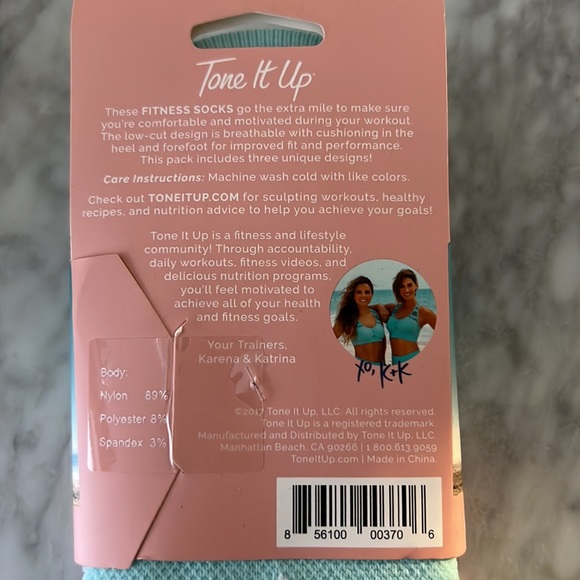 Tone It Up
These FITNESS SOCKS go the extra mile to make sure
you're comfortable and motivated during your workout.
The low-cut design is breathable with cushioning in the
heel and forefoot for improved fit and performance.
This pack includes three unique designs!
Care Instructions: Machine wash cold with like colors.
Check out TONEITUP.COM for sculpting workouts, healthy
recipes, and nutrition advice to help you achieve your goals!
Tone It Up is a fitness and lifestyle
community! Through accountability,
daily workouts, fitness videos, and
delicious nutrition programs,
you'll feel motivated to
achieve all of your health
and fitness goals.
Your Trainers,
Karena & Katrina
XO, K+K
Body:
Nylon 89%
Polyester 8%
Spandex 3%
©2017 Tone It Up, LLC. All rights reserved.
Tone It Up is a registered trademark.
Manufactured and Distributed by Tone It Up, LLC.
Manhattan Beach, CA 90266 | 1.800.613.9059
ToneItUp.com | Made in China.
8 56100 00370 6